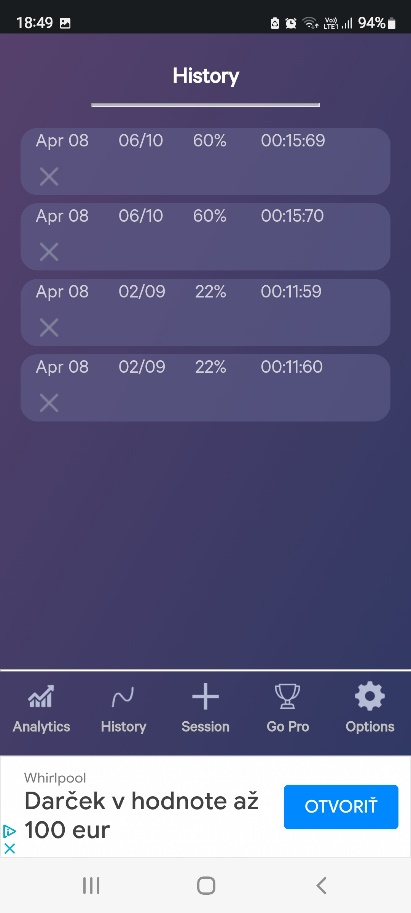 18:49 94%
History
Apr 08 06/10 60% 00:15:69
Apr 08 06/10 60% 00:15:70
Apr 08 02/09 22% 00:11:59
Apr 08 02/09 22% 00:11:60
Analytics History Session Go Pro Options
Whirlpool
Darček v hodnote až
100 eur
OTVORIŤ